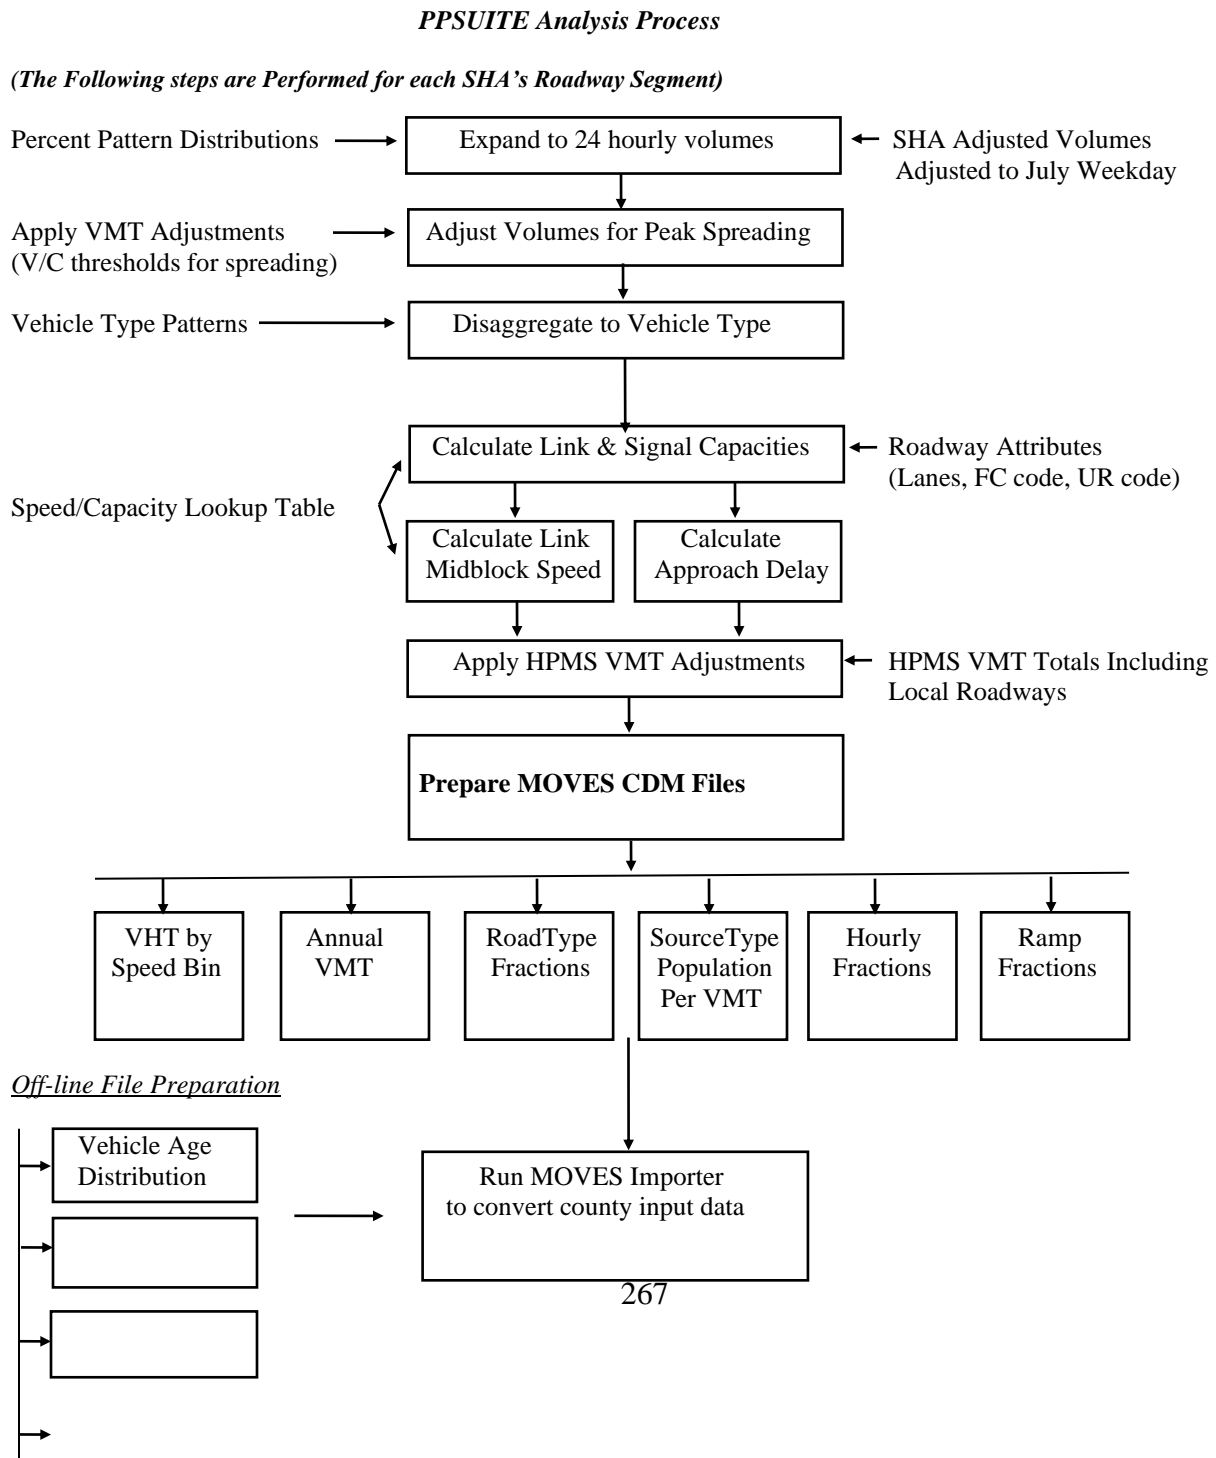 PPSUITE Analysis Process
(The Following steps are Performed for each SHA's Roadway Segment)
Percent Pattern Distributions
Expand to 24 hourly volumes
SHA Adjusted Volumes
Adjusted to July Weekday
Apply VMT Adjustments
(V/C thresholds for spreading)
Adjust Volumes for Peak Spreading
Vehicle Type Patterns
Disaggregate to Vehicle Type
Calculate Link & Signal Capacities
Roadway Attributes
(Lanes, FC code, UR code)
Speed/Capacity Lookup Table
Calculate Link
Midblock Speed
Calculate
Approach Delay
Apply HPMS VMT Adjustments
HPMS VMT Totals Including
Local Roadways
Prepare MOVES CDM Files
VHT by
Speed Bin
Annual
VMT
RoadType
Fractions
SourceType
Population
Per VMT
Hourly
Fractions
Ramp
Fractions
Off-line File Preparation
Vehicle Age
Distribution
Run MOVES Importer
to convert county input data
267